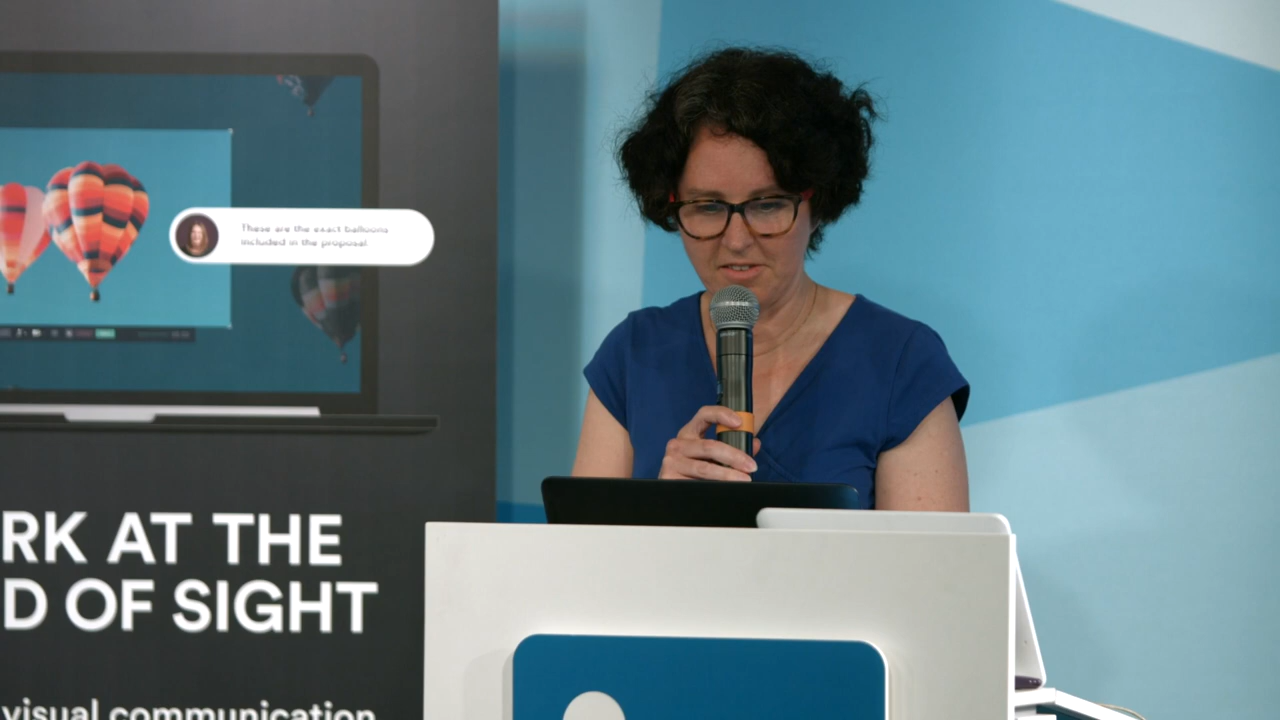 These are the exact balloons
included in the proposal
RK AT THE
D OF SIGHT
visual communication